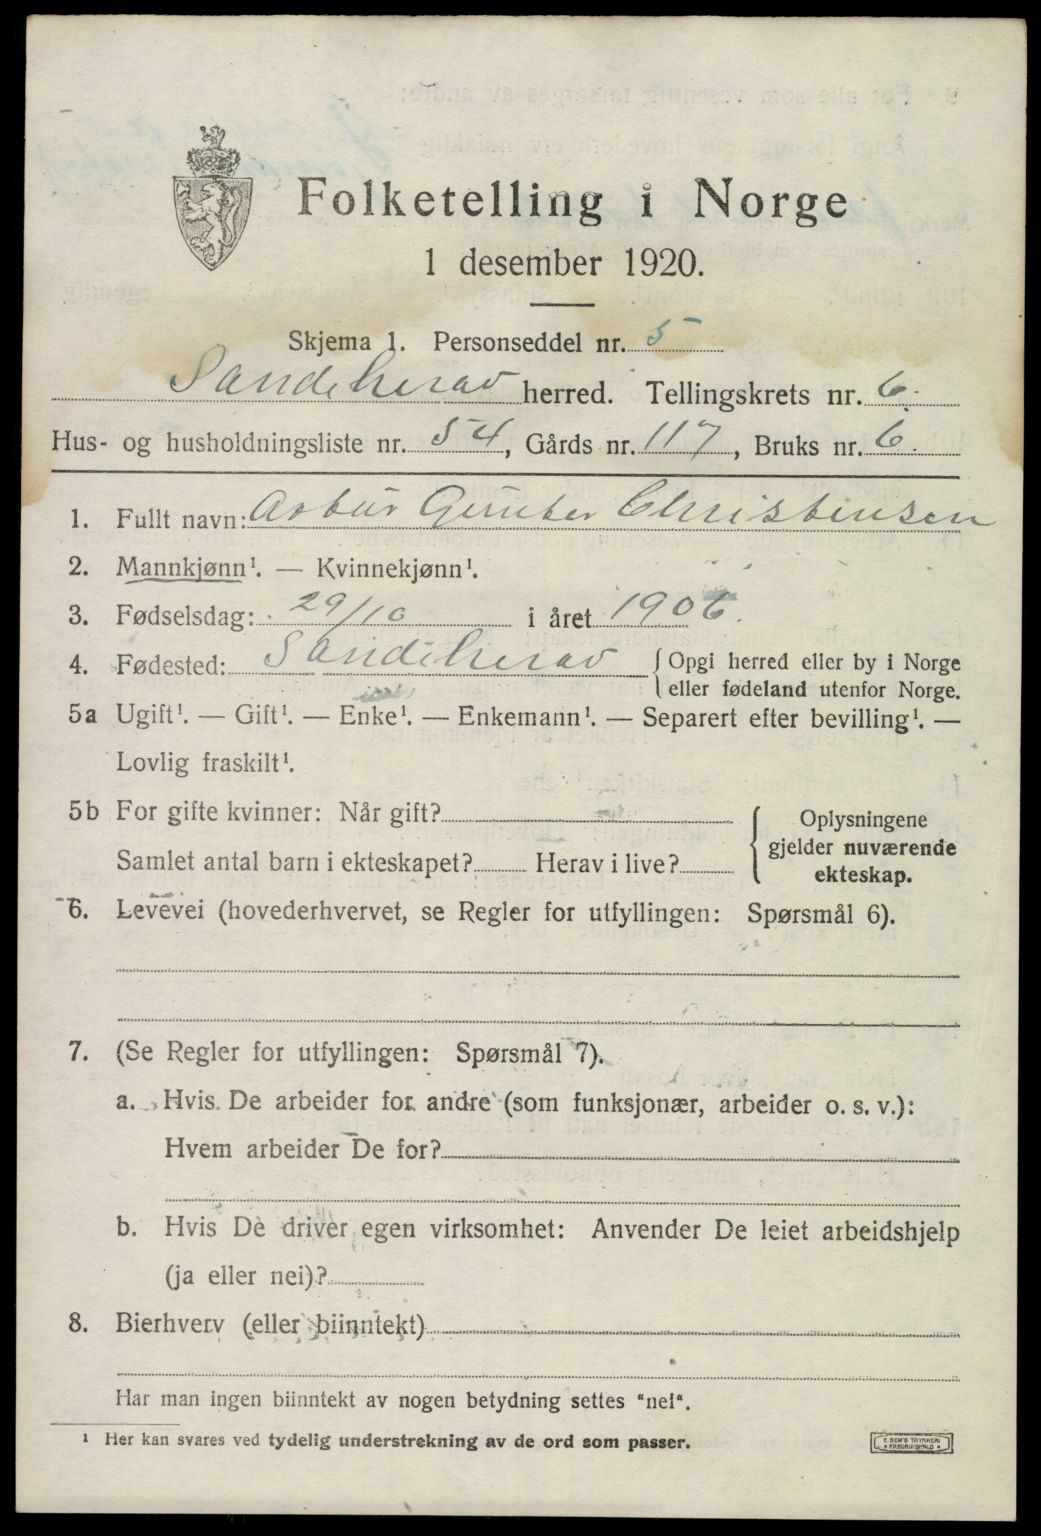 Folketelling i Norge
1 desember 1920.
Skjema 1. Personseddel nr. 5
Sandeherad herred. Tellingskrets nr. 6.
Hus- og husholdningsliste nr. 54, Gårds nr. 117, Bruks nr. 6.
1. Fullt navn: Artur Gunder Christensen
2. Mannkjønn¹. — Kvinnekjønn¹.
3. Fødselsdag: 29/10 i året 1906.
4. Fødested: Sandeherad {Opgi herred eller by i Norge
eller fødeland utenfor Norge.
5a Ugift¹. — Gift¹. — Enke¹. — Enkemann¹. — Separert efter bevilling¹. —
Lovlig fraskilt¹.
5b For gifte kvinner: Når gift?
Samlet antal barn i ekteskapet? Herav i live?
{Oplysningene
gjelder nuværende
ekteskap.
6. Levevei (hovederhvervet, se Regler for utfyllingen: Spørsmål 6).
7. (Se Regler for utfyllingen: Spørsmål 7).
a. Hvis De arbeider for andre (som funksjonær, arbeider o. s. v.):
Hvem arbeider De for?
b. Hvis De driver egen virksomhet: Anvender De leiet arbeidshjelp
(ja eller nei)?
8. Bierhverv (eller biinntekt)
Har man ingen biinntekt av nogen betydning settes "nei".
¹ Her kan svares ved tydelig understrekning av de ord som passer.
E. SEM'S TRYKKERI
FREDRIKSHALD